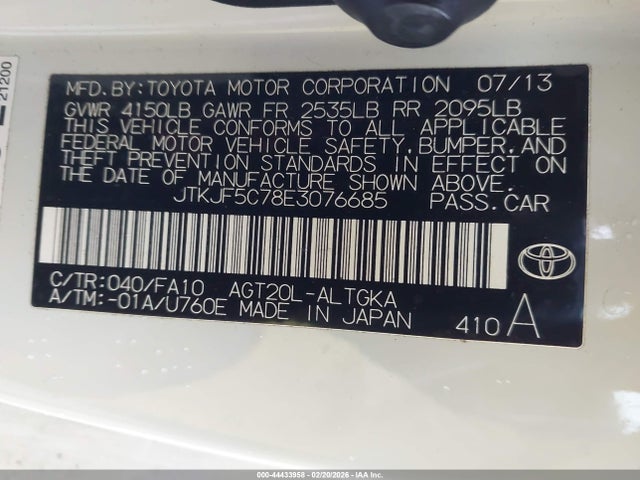 MFD.BY:TOYOTA MOTOR CORPORATION 07/13
GVWR 4150LB GAWR FR 2535LB RR 2095LB
THIS VEHICLE CONFORMS TO ALL APPLICABLE
FEDERAL MOTOR VEHICLE SAFETY,BUMPER,AND
THEFT PREVENTION STANDARDS IN EFFECT ON
THE DATE OF MANUFACTURE SHOWN ABOVE.
JTKJF5C78E3076685 PASS.CAR
C/TR:040/FA10 AGT20L-ALTGKA
A/TM:-01A/U760E MADE IN JAPAN
410A
21200
000-44433958 - 02/20/2026 - IAA Inc.